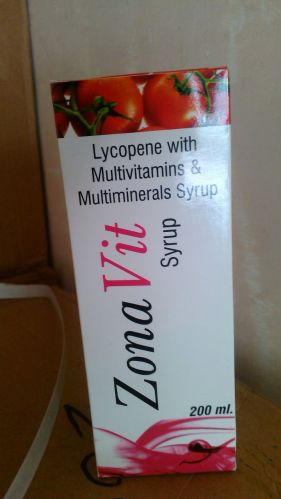 Lycopene with
Multivitamins &
Multiminerals Syrup
Zona Vit
Syrup
200 ml.